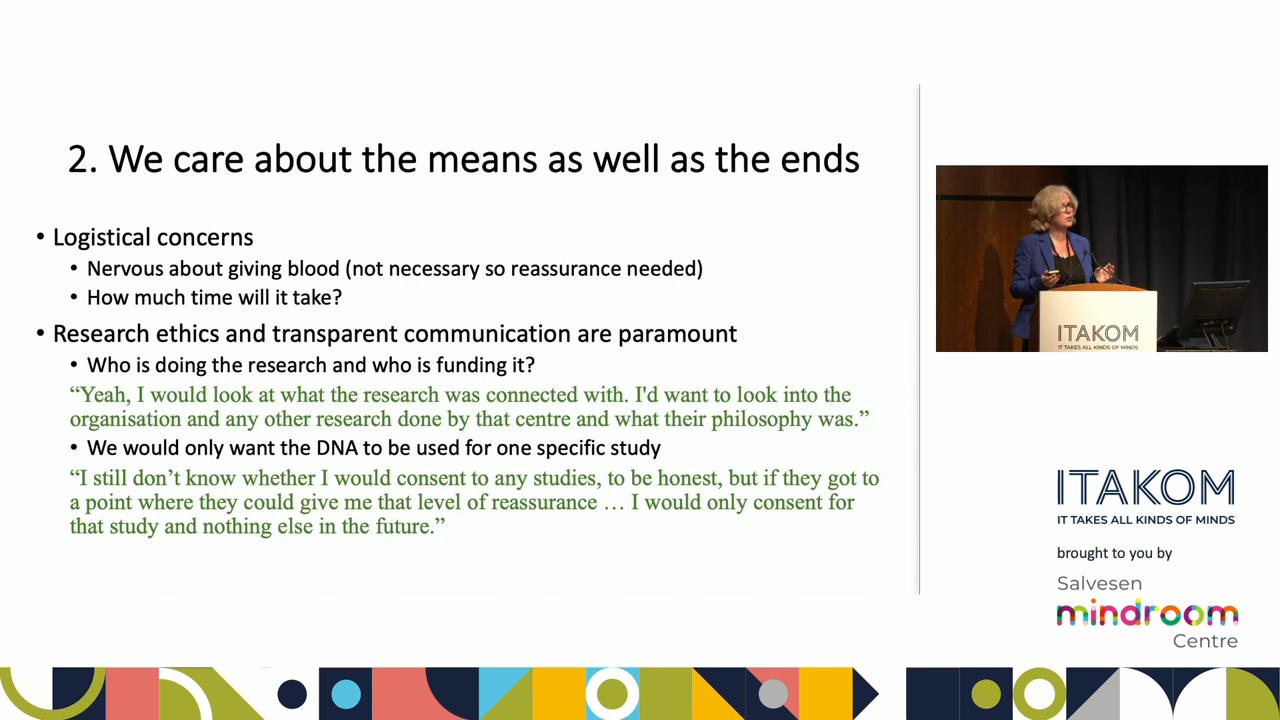 2. We care about the means as well as the ends
• Logistical concerns
• Nervous about giving blood (not necessary so reassurance needed)
• How much time will it take?
• Research ethics and transparent communication are paramount
• Who is doing the research and who is funding it?
“Yeah, I would look at what the research was connected with. I'd want to look into the
organisation and any other research done by that centre and what their philosophy was.”
• We would only want the DNA to be used for one specific study
“I still don’t know whether I would consent to any studies, to be honest, but if they got to
a point where they could give me that level of reassurance … I would only consent for
that study and nothing else in the future.”
ITAKOM
IT TAKES ALL KINDS OF MINDS
ITAKOM
IT TAKES ALL KINDS OF MINDS
brought to you by
Salvesen
mindroom
Centre